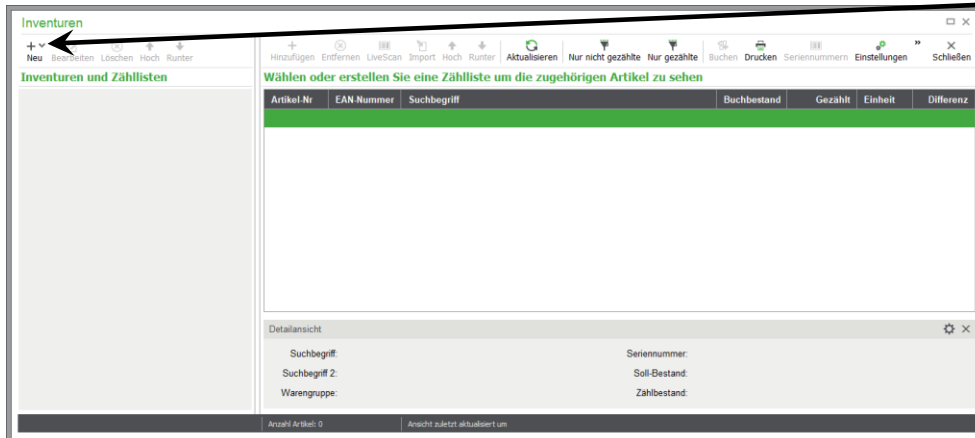 Inventuren
Neu Bearbeiten Löschen Hoch Runter
Hinzufügen Entfernen LiveScan Import Hoch Runter Aktualisieren Nur nicht gezählte Nur gezählte Buchen Drucken Seriennummern Einstellungen » Schließen
Inventuren und Zähllisten
Wählen oder erstellen Sie eine Zählliste um die zugehörigen Artikel zu sehen
Artikel-Nr EAN-Nummer Suchbegriff Buchbestand Gezählt Einheit Differenz
Detailansicht
Suchbegriff: Seriennummer:
Suchbegriff 2: Soll-Bestand:
Warengruppe: Zählbestand:
Anzahl Artikel: 0 Ansicht zuletzt aktualisiert um